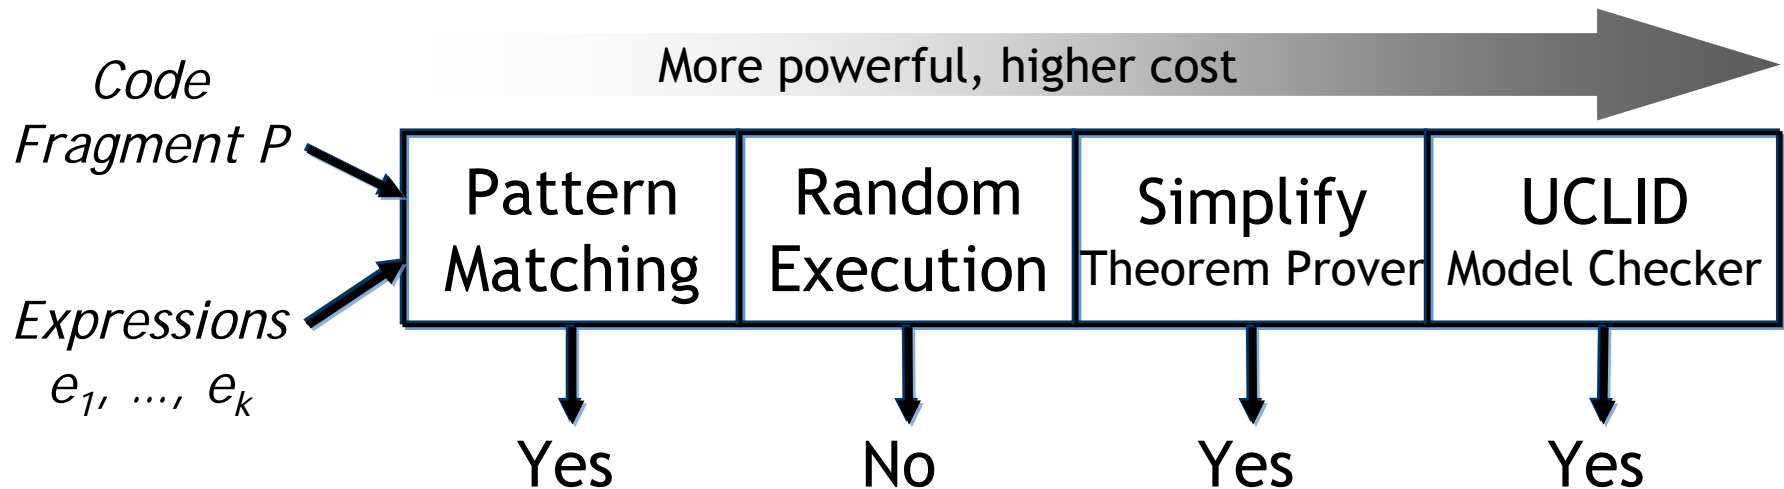 More powerful, higher cost
Code
Fragment P
Expressions
e1, ..., ek
Pattern
Matching
Random
Execution
Simplify
Theorem Prover
UCLID
Model Checker
Yes
No
Yes
Yes